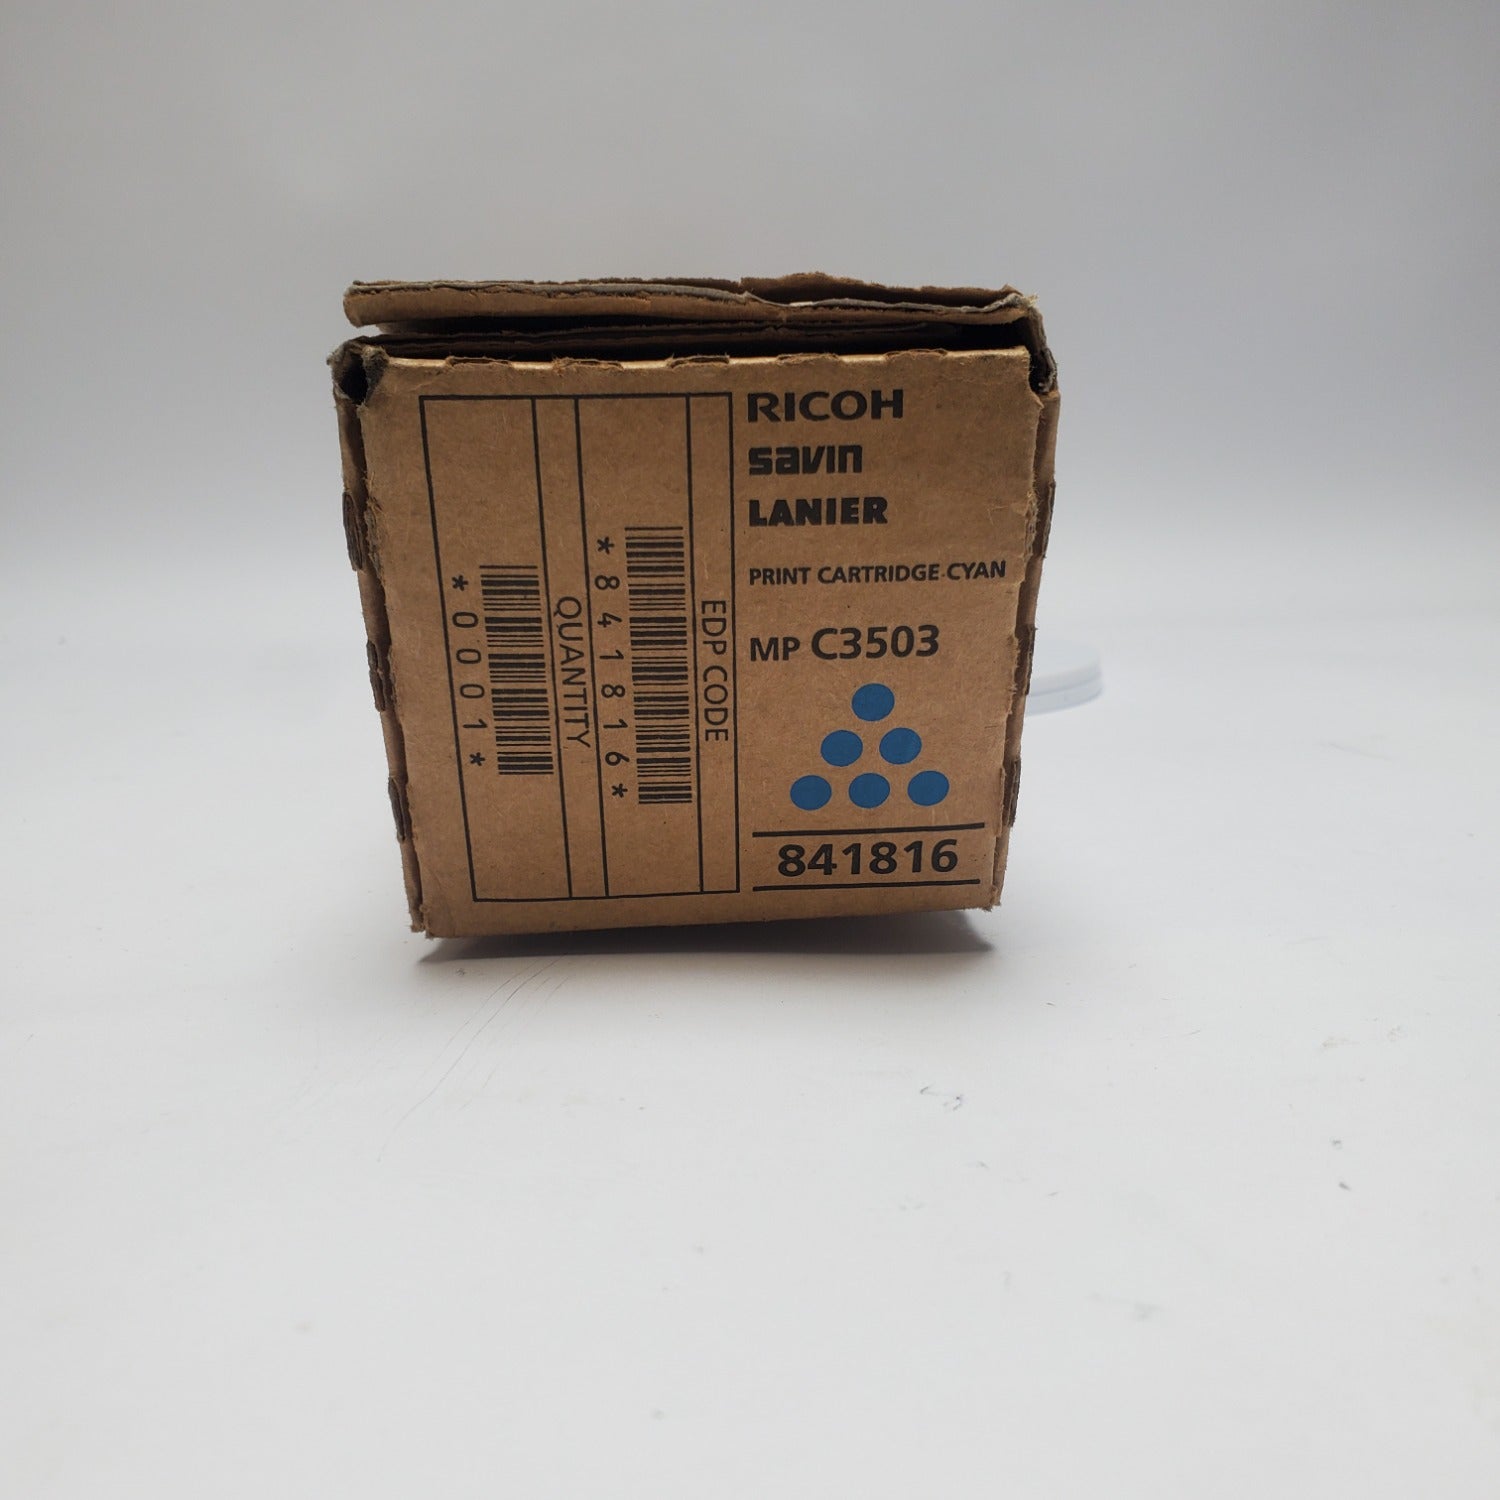 RICOH
savin
LANIER
PRINT CARTRIDGE-CYAN
MP C3503
841816
EDP CODE
*841816*
QUANTITY
*0001*